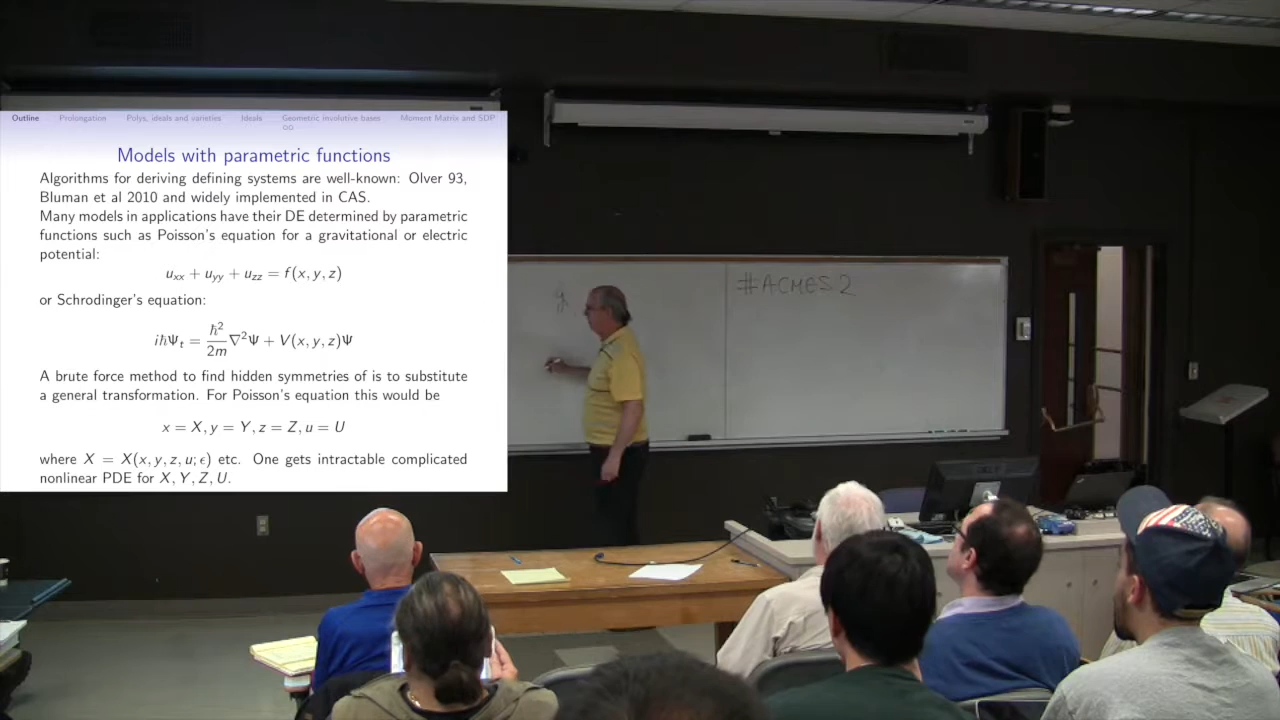 Outline Prolongation Polys, ideals and varieties Ideals Geometric involutive bases Moment Matrix and SDP
Models with parametric functions
Algorithms for deriving defining systems are well-known: Olver 93,
Bluman et al 2010 and widely implemented in CAS.
Many models in applications have their DE determined by parametric
functions such as Poisson's equation for a gravitational or electric
potential:
u_xx + u_yy + u_zz = f(x, y, z)
or Schrodinger's equation:
iħΨ_t = ħ²/2m ∇²Ψ + V(x, y, z)Ψ
A brute force method to find hidden symmetries of is to substitute
a general transformation. For Poisson's equation this would be
x = X, y = Y, z = Z, u = U
where X = X(x, y, z, u; ϵ) etc. One gets intractable complicated
nonlinear PDE for X, Y, Z, U.
#ACMES 2